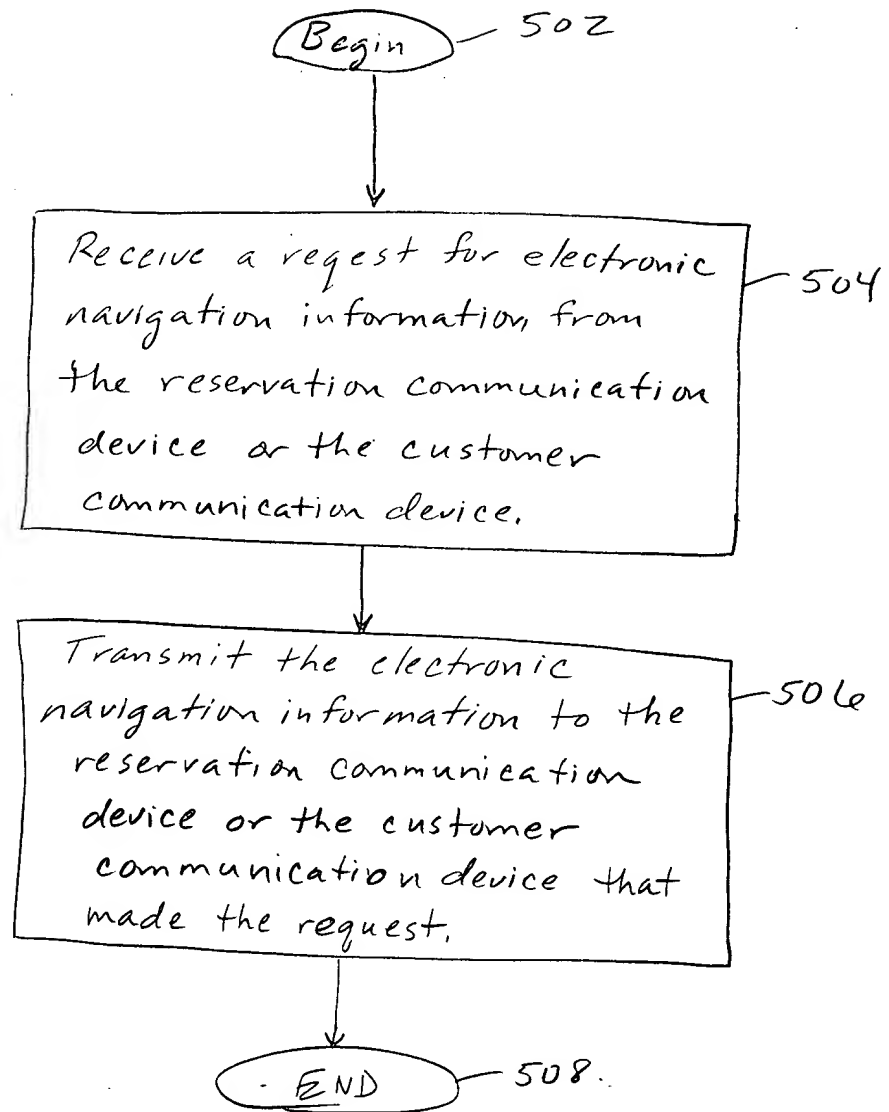 Begin 502
Receive a reqest for electronic
navigation information, from
the reservation communication
device or the customer
communication device.
504
Transmit the electronic
navigation information to the
reservation communication
device or the customer
communication device that
made the request.
506
END 508.